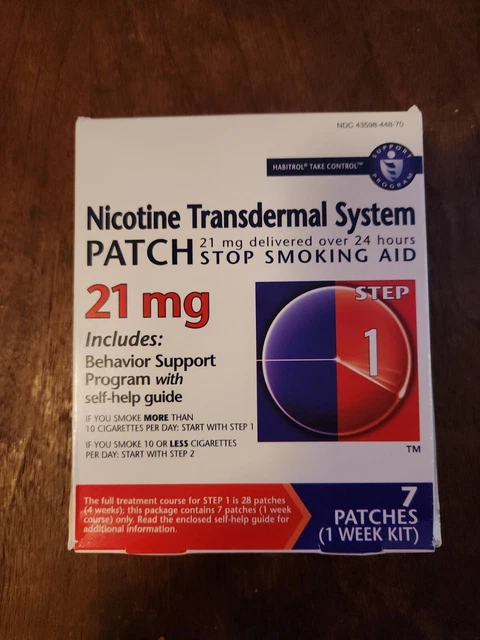 NDC 43598-448-70
HABITROL® TAKE CONTROL™
SUPPORT PROGRAM
Nicotine Transdermal System
PATCH 21 mg delivered over 24 hours
STOP SMOKING AID
21 mg
STEP
1
Includes:
Behavior Support
Program with
self-help guide
IF YOU SMOKE MORE THAN
10 CIGARETTES PER DAY: START WITH STEP 1
IF YOU SMOKE 10 OR LESS CIGARETTES
PER DAY: START WITH STEP 2
TM
The full treatment course for STEP 1 is 28 patches
(4 weeks); this package contains 7 patches (1 week
course) only. Read the enclosed self-help guide for
additional information.
7
PATCHES
(1 WEEK KIT)